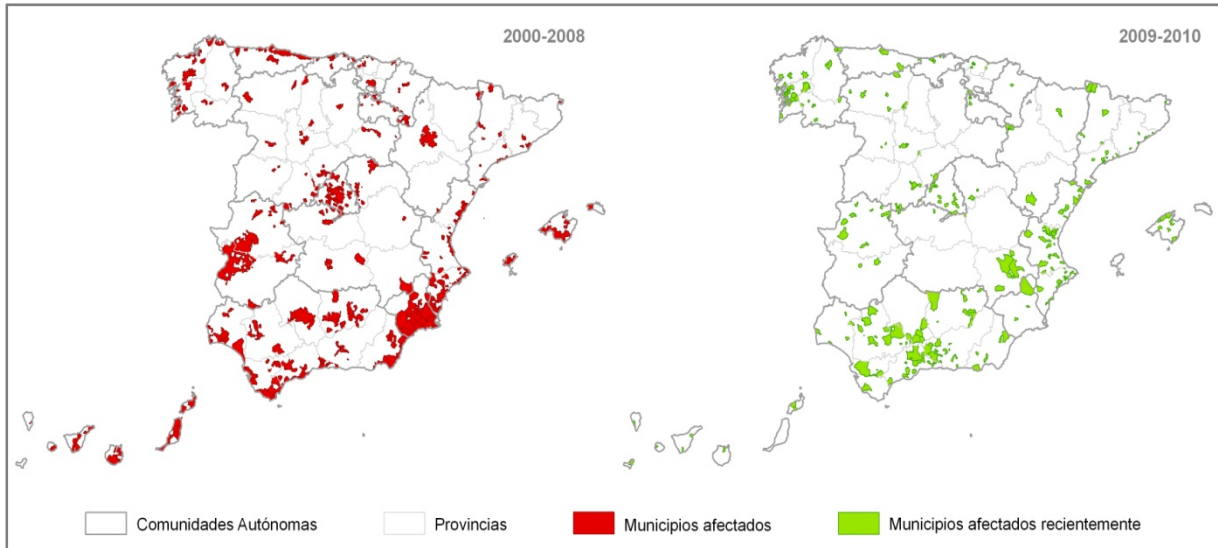 2000-2008
2009-2010
Comunidades Autónomas
Provincias
Municipios afectados
Municipios afectados recientemente